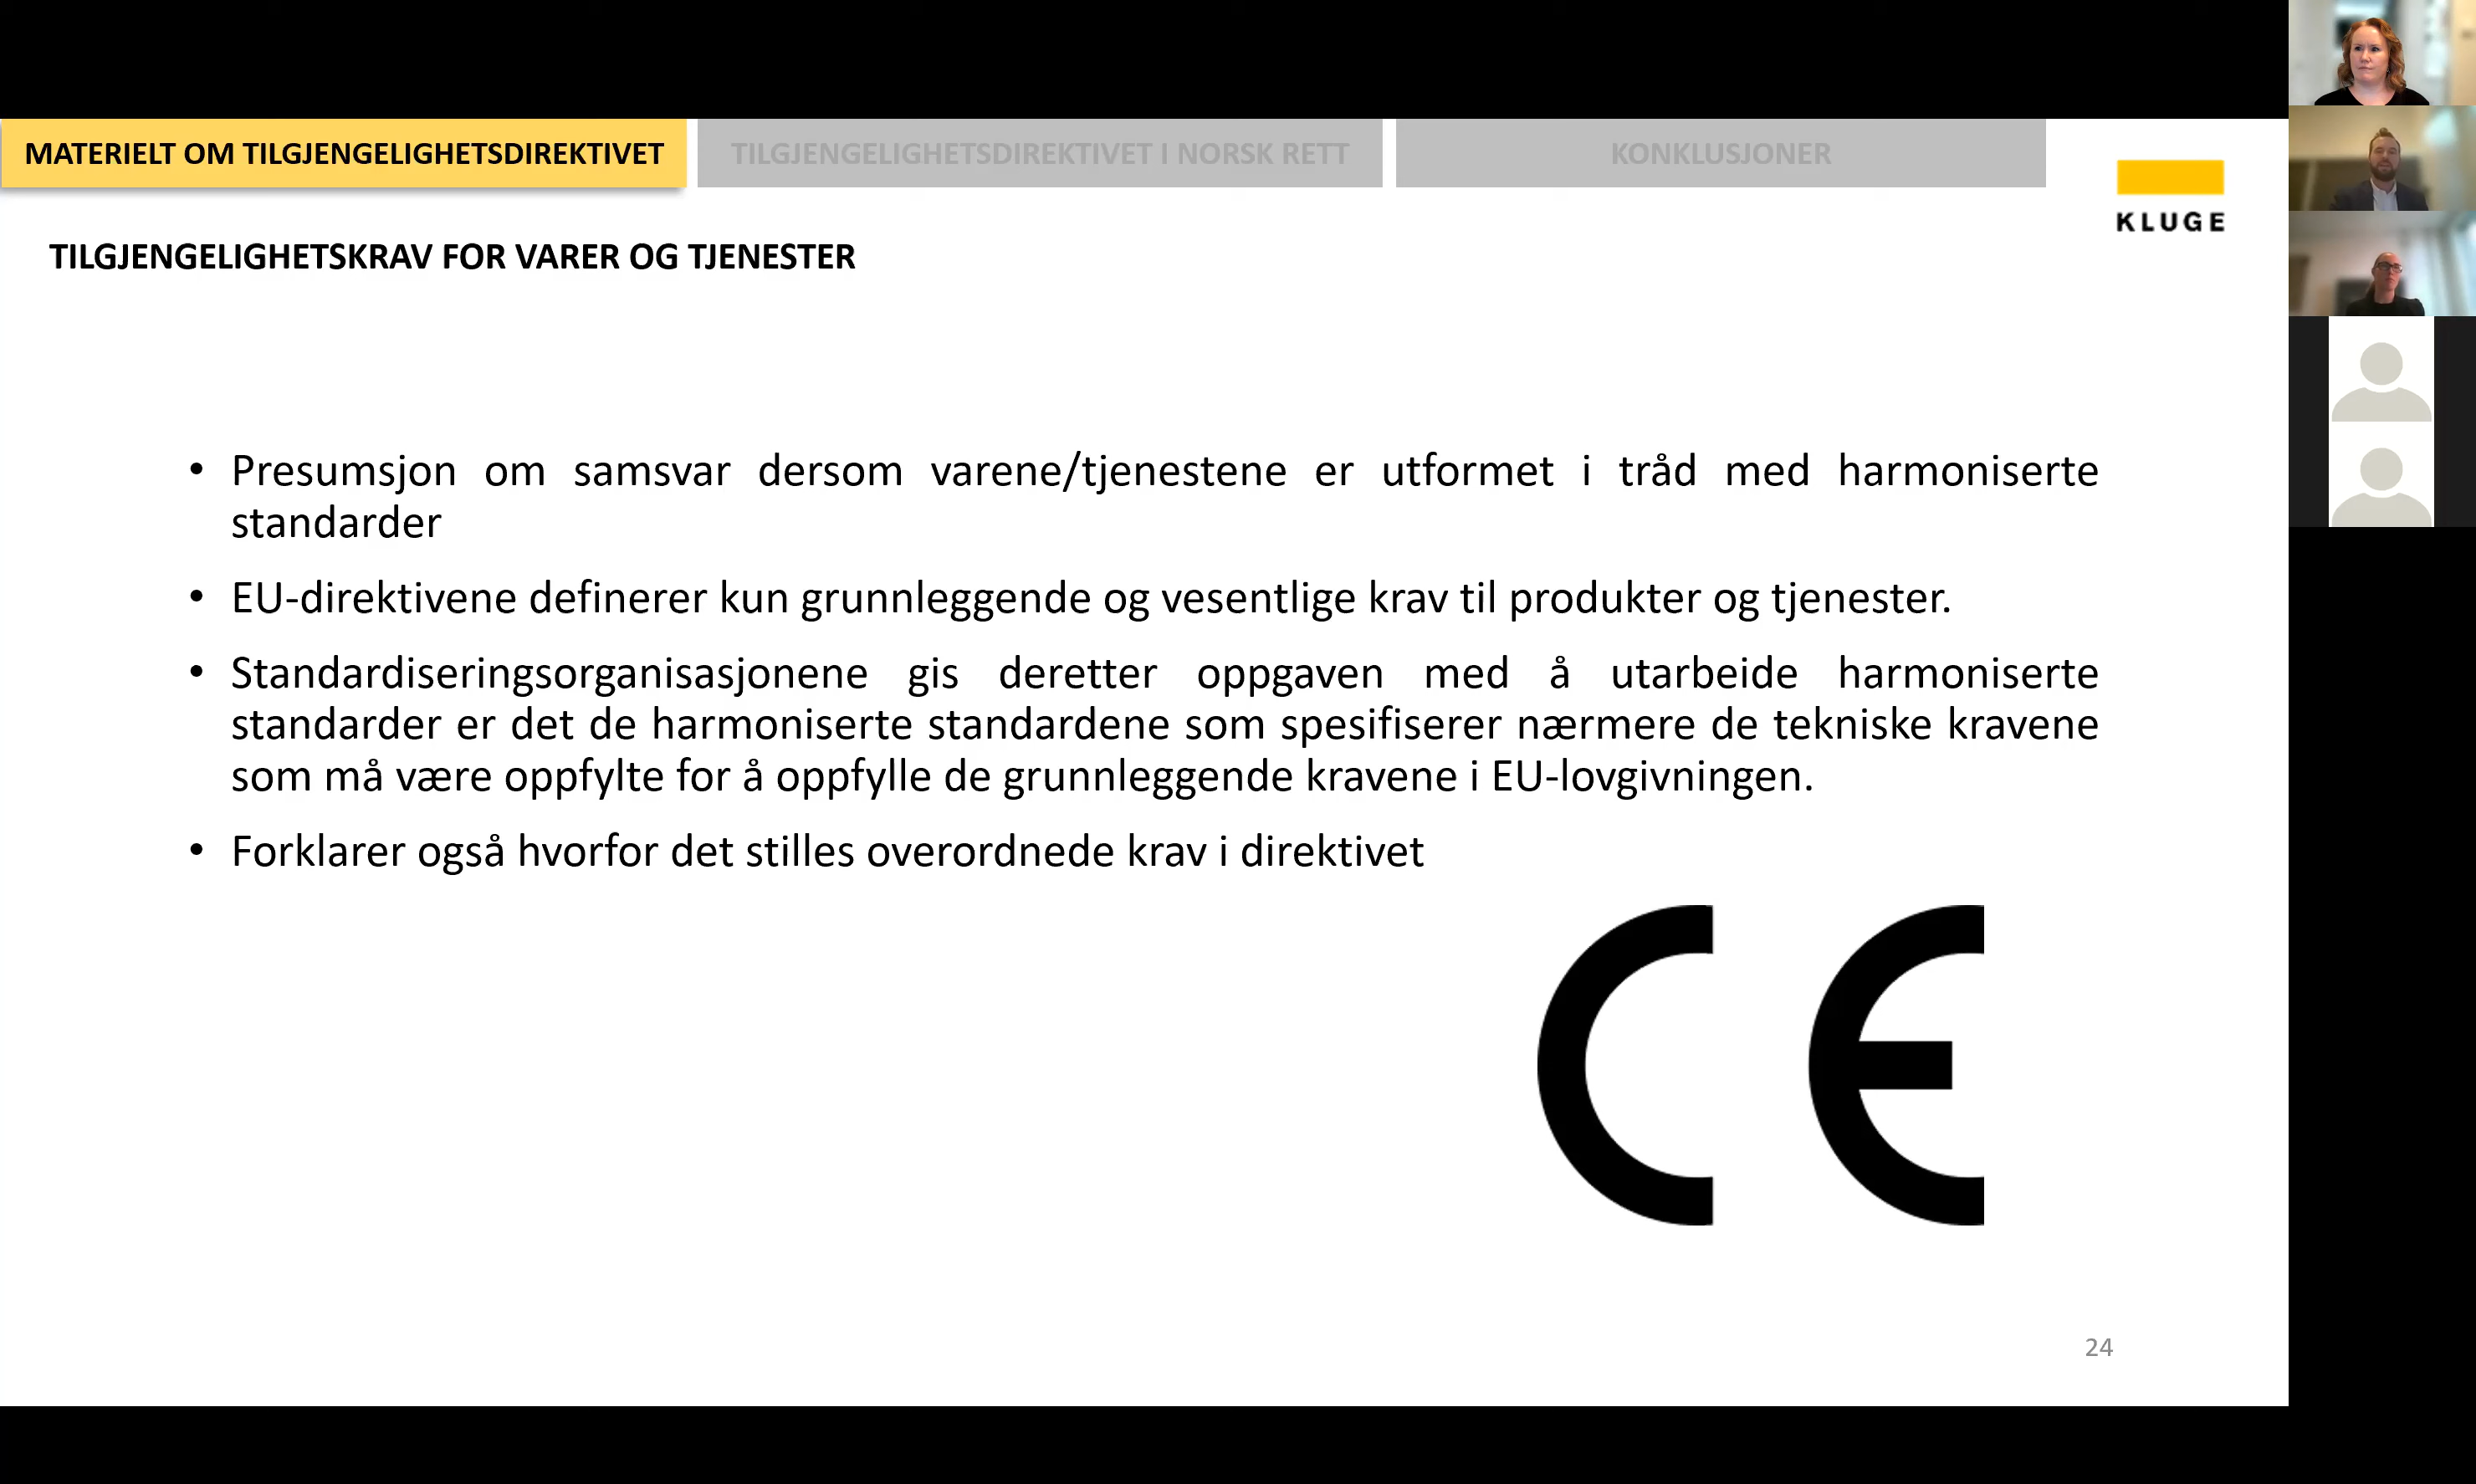 MATERIELT OM TILGJENGELIGHETSDIREKTIVET
TILGJENGELIGHETSDIREKTIVET I NORSK RETT
KONKLUSJONER
KLUGE
TILGJENGELIGHETSKRAV FOR VARER OG TJENESTER
• Presumsjon om samsvar dersom varene/tjenestene er utformet i tråd med harmoniserte
standarder
• EU-direktivene definerer kun grunnleggende og vesentlige krav til produkter og tjenester.
• Standardiseringsorganisasjonene gis deretter oppgaven med å utarbeide harmoniserte
standarder er det de harmoniserte standardene som spesifiserer nærmere de tekniske kravene
som må være oppfylte for å oppfylle de grunnleggende kravene i EU-lovgivningen.
• Forklarer også hvorfor det stilles overordnede krav i direktivet
CE
24